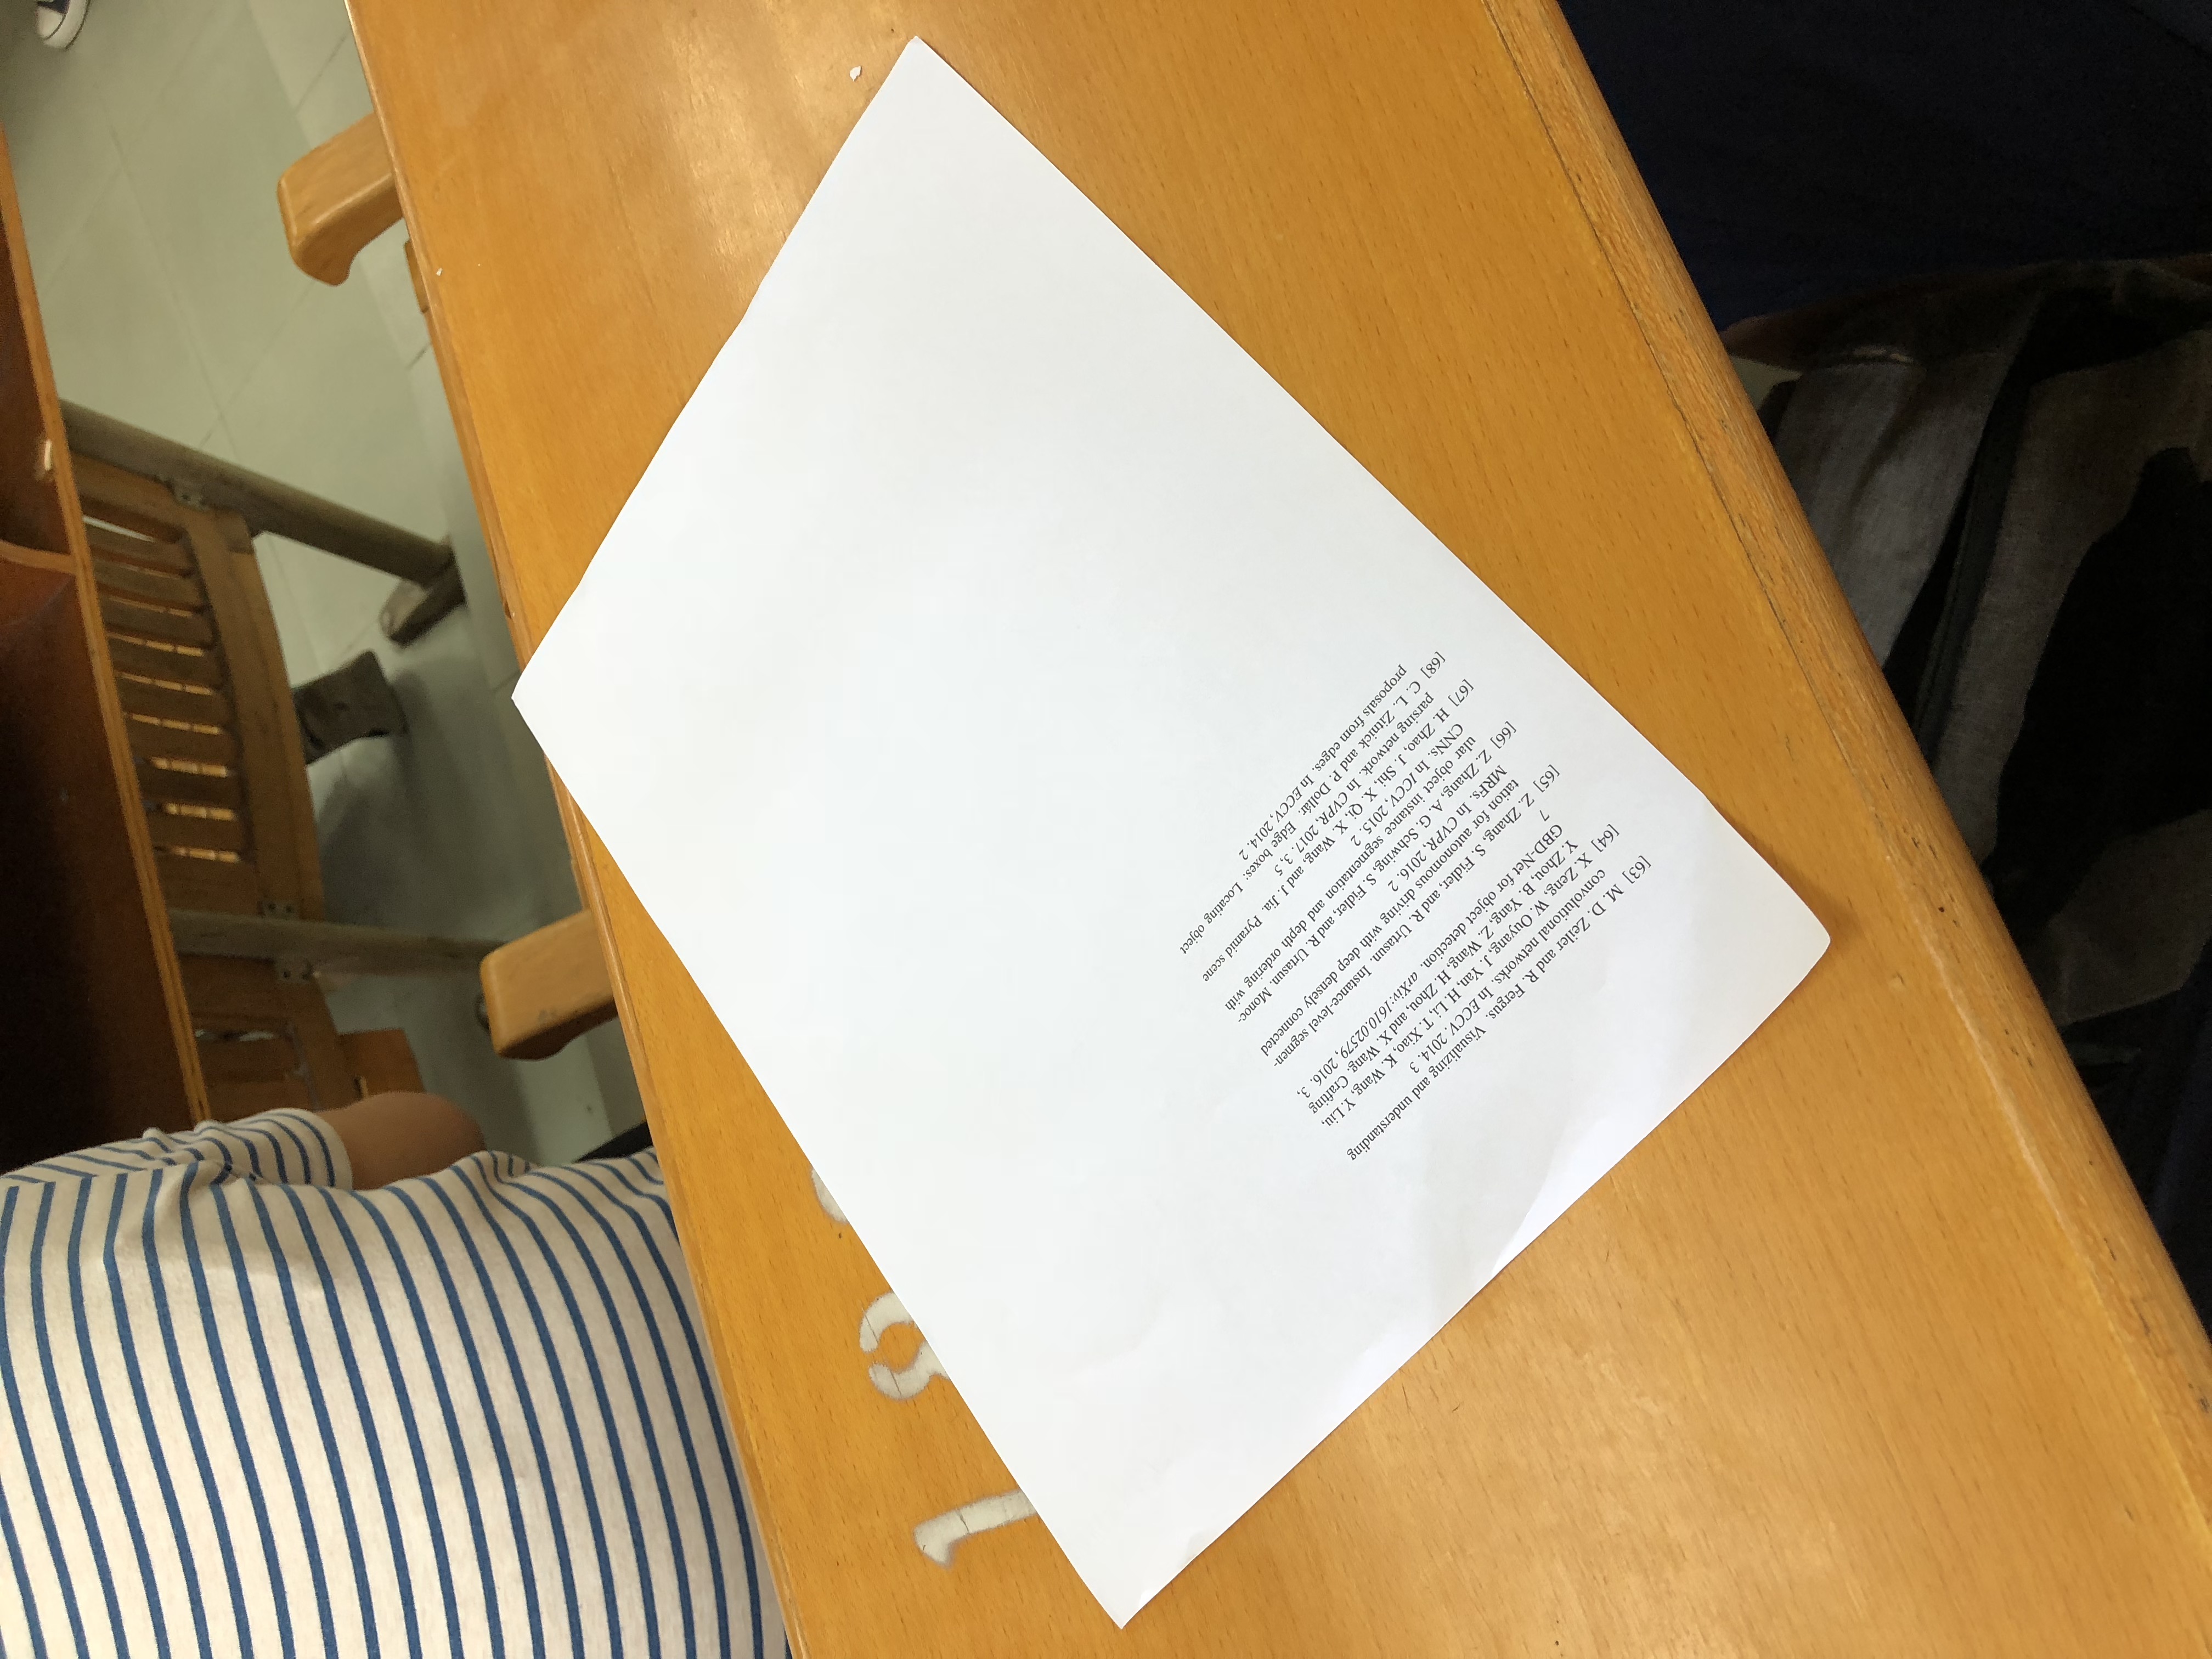 [63] M. D. Zeiler and R. Fergus. Visualizing and understanding
convolutional networks. In ECCV, 2014. 3
[64] X. Zeng, W. Ouyang, J. Yan, H. Li, T. Xiao, K. Wang, Y. Liu,
Y. Zhou, B. Yang, Z. Wang, H. Zhou, and X. Wang. Crafting
GBD-Net for object detection. arXiv:1610.02579, 2016. 3,
7
[65] Z. Zhang, S. Fidler, and R. Urtasun. Instance-level segmen-
tation for autonomous driving with deep densely connected
MRFs. In CVPR, 2016. 2
[66] Z. Zhang, A. G. Schwing, S. Fidler, and R. Urtasun. Monoc-
ular object instance segmentation and depth ordering with
CNNs. In ICCV, 2015. 2
[67] H. Zhao, J. Shi, X. Qi, X. Wang, and J. Jia. Pyramid scene
parsing network. In CVPR, 2017. 3, 5
[68] C. L. Zitnick and P. Dollár. Edge boxes: Locating object
proposals from edges. In ECCV, 2014. 2
18